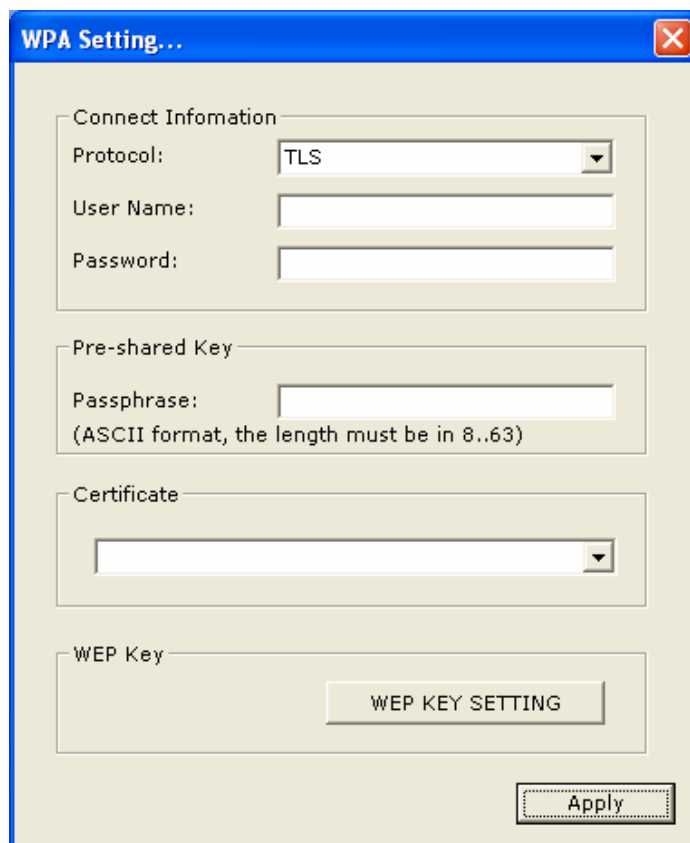 WPA Setting...
Connect Infomation
Protocol:
TLS
User Name:
Password:
Pre-shared Key
Passphrase:
(ASCII format, the length must be in 8..63)
Certificate
WEP Key
WEP KEY SETTING
Apply